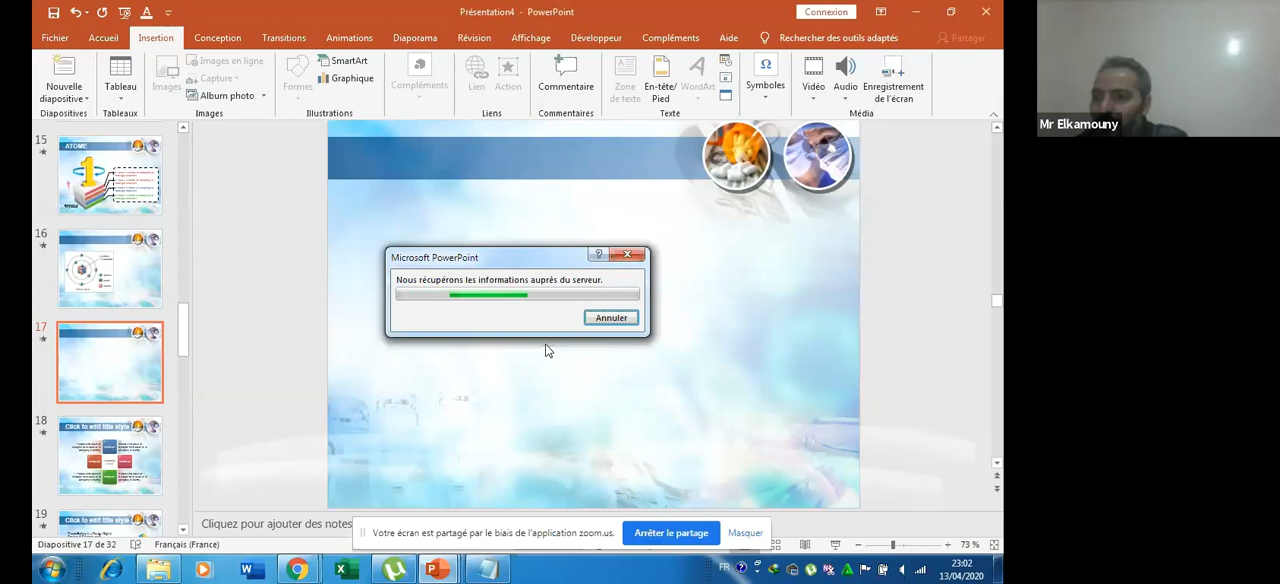 Présentation4 - PowerPoint
Connexion
Fichier Accueil Insertion Conception Transitions Animations Diaporama Révision Affichage Développeur Compléments Aide Rechercher des outils adaptés Partager
Nouvelle diapositive
Diapositives
Tableau
Tableaux
Images
Images en ligne
Capture
Album photo
Images
Formes
SmartArt
Graphique
Illustrations
Compléments
Lien
Action
Liens
Commentaire
Commentaires
Zone de texte
En-tête/ Pied
WordArt
Texte
Symboles
Vidéo
Audio
Enregistrement de l'écran
Média
Mr Elkamouny
15
ATOME
1
16
17
18
Click to edit title style
19
Click to edit title style
Microsoft PowerPoint
Nous récupérons les informations auprès du serveur.
Annuler
Cliquez pour ajouter des notes
Votre écran est partagé par le biais de l'application zoom.us.
Arrêter le partage
Masquer
Diapositive 17 de 32
Français (France)
73 %
FR
23:02
13/04/2020